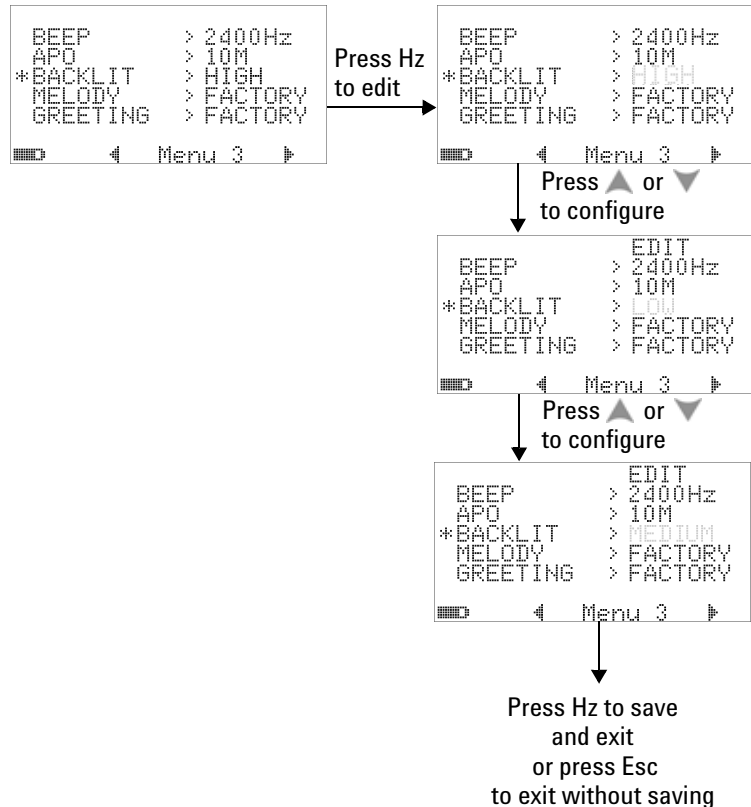 BEEP > 2400Hz
APO > 10M
*BACKLIT > HIGH
MELODY > FACTORY
GREETING > FACTORY
Menu 3
Press Hz
to edit
BEEP > 2400Hz
APO > 10M
*BACKLIT > HIGH
MELODY > FACTORY
GREETING > FACTORY
Menu 3
Press ▲ or ▼
to configure
EDIT
BEEP > 2400Hz
APO > 10M
*BACKLIT > LOW
MELODY > FACTORY
GREETING > FACTORY
Menu 3
Press ▲ or ▼
to configure
EDIT
BEEP > 2400Hz
APO > 10M
*BACKLIT > MEDIUM
MELODY > FACTORY
GREETING > FACTORY
Menu 3
Press Hz to save
and exit
or press Esc
to exit without saving